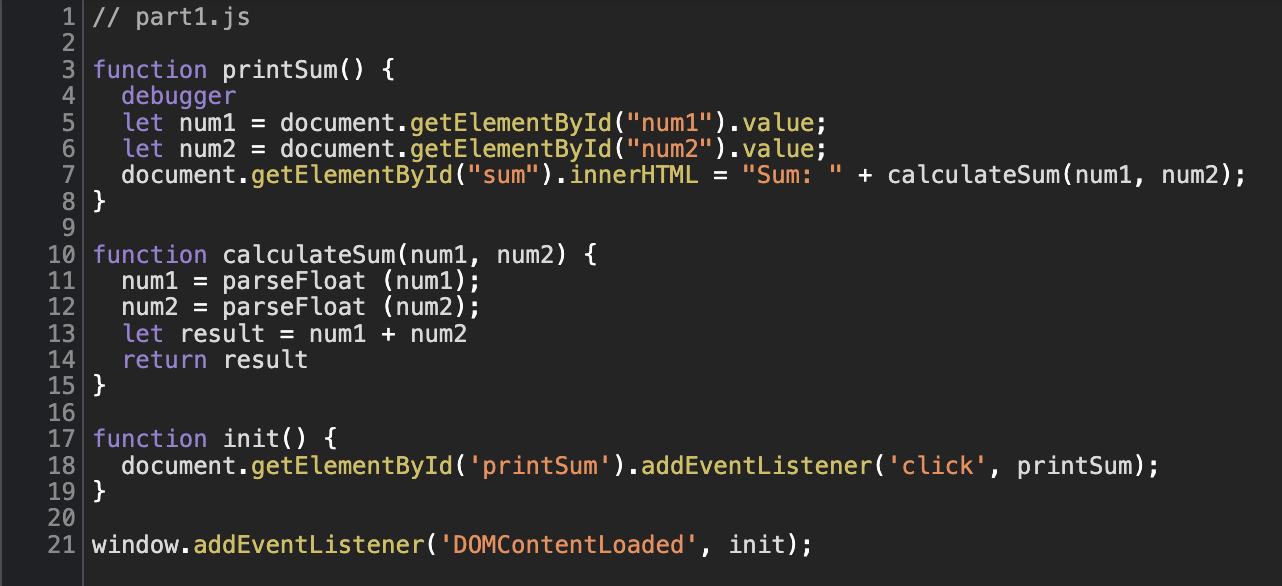 1 // part1.js
2
3 function printSum() {
4   debugger
5   let num1 = document.getElementById("num1").value;
6   let num2 = document.getElementById("num2").value;
7   document.getElementById("sum").innerHTML = "Sum: " + calculateSum(num1, num2);
8 }
9
10 function calculateSum(num1, num2) {
11   num1 = parseFloat (num1);
12   num2 = parseFloat (num2);
13   let result = num1 + num2
14   return result
15 }
16
17 function init() {
18   document.getElementById('printSum').addEventListener('click', printSum);
19 }
20
21 window.addEventListener('DOMContentLoaded', init);